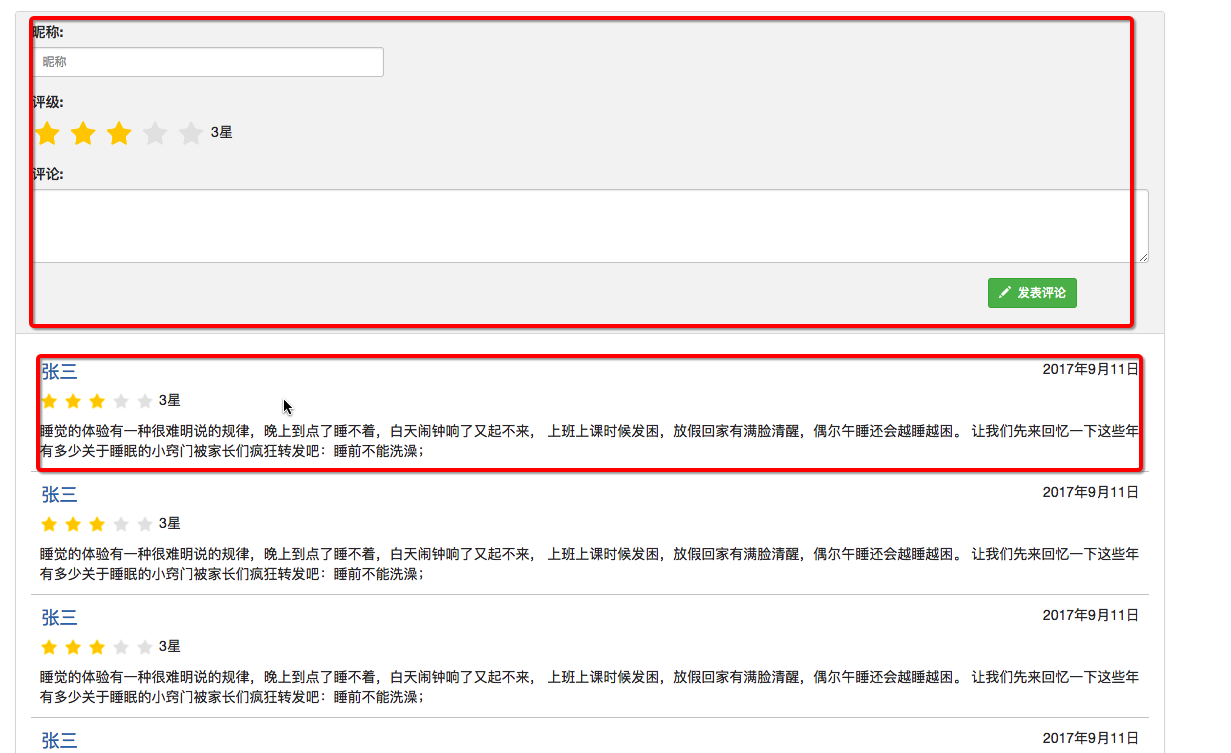 昵称:
昵称
评级:
3星
评论:
发表评论
张三 2017年9月11日
3星
睡觉的体验有一种很难明说的规律，晚上到点了睡不着，白天闹钟响了又起不来， 上班上课时候发困，放假回家有满脸清醒，偶尔午睡还会越睡越困。 让我们先来回忆一下这些年
有多少关于睡眠的小窍门被家长们疯狂转发吧：睡前不能洗澡；
张三 2017年9月11日
3星
睡觉的体验有一种很难明说的规律，晚上到点了睡不着，白天闹钟响了又起不来， 上班上课时候发困，放假回家有满脸清醒，偶尔午睡还会越睡越困。 让我们先来回忆一下这些年
有多少关于睡眠的小窍门被家长们疯狂转发吧：睡前不能洗澡；
张三 2017年9月11日
3星
睡觉的体验有一种很难明说的规律，晚上到点了睡不着，白天闹钟响了又起不来， 上班上课时候发困，放假回家有满脸清醒，偶尔午睡还会越睡越困。 让我们先来回忆一下这些年
有多少关于睡眠的小窍门被家长们疯狂转发吧：睡前不能洗澡；
张三 2017年9月11日